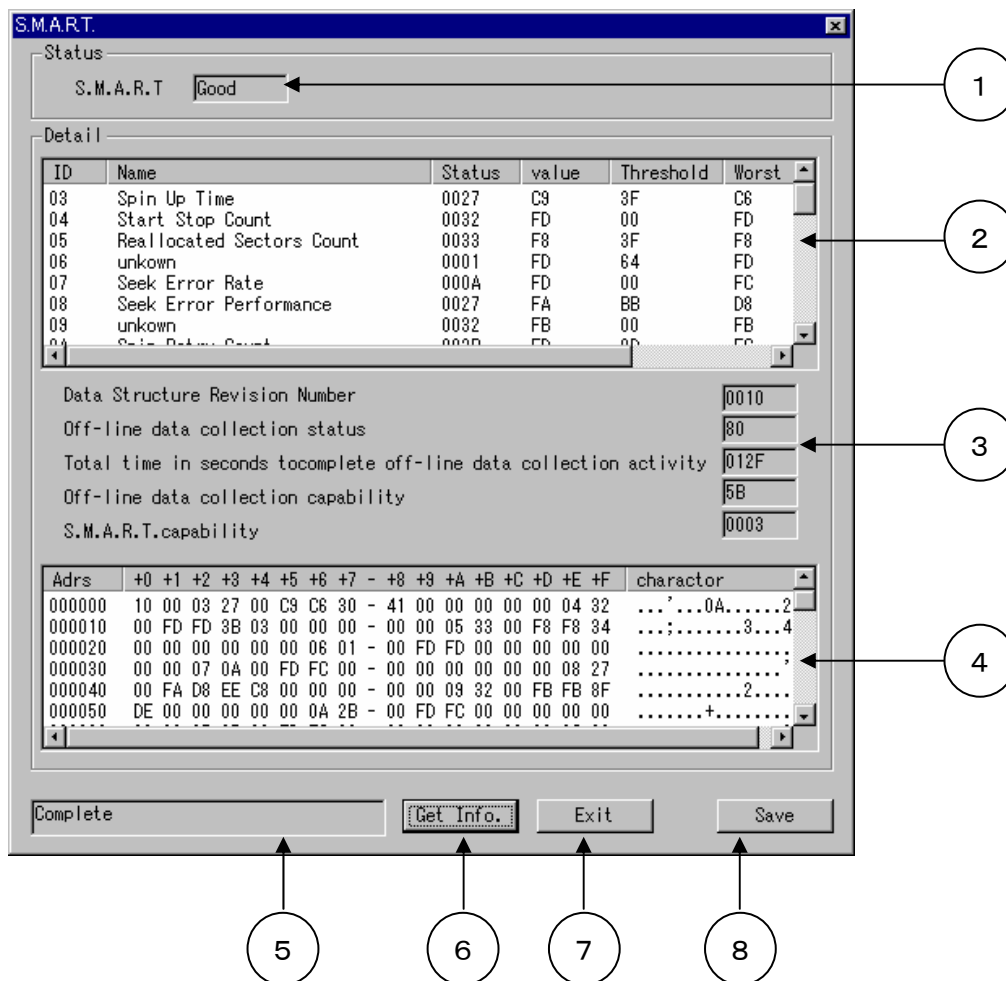 S.M.A.R.T.
Status
S.M.A.R.T Good
1
Detail
ID Name Status value Threshold Worst
03 Spin Up Time 0027 C9 3F C6
04 Start Stop Count 0032 FD 00 FD
05 Reallocated Sectors Count 0033 F8 3F F8
2
06 unkown 0001 FD 64 FD
07 Seek Error Rate 000A FD 00 FC
08 Seek Error Performance 0027 FA BB D8
09 unkown 0032 FB 00 FB
Data Structure Revision Number 0010
Off-line data collection status 80
3
Total time in seconds tocomplete off-line data collection activity 012F
Off-line data collection capability 5B
S.M.A.R.T.capability 0003
Adrs +0 +1 +2 +3 +4 +5 +6 +7 - +8 +9 +A +B +C +D +E +F charactor
000000 10 00 03 27 00 C9 C6 30 - 41 00 00 00 00 00 04 32 ...'...0A......2
000010 00 FD FD 3B 03 00 00 00 - 00 00 05 33 00 F8 F8 34 ...;.......3...4
000020 00 00 00 00 00 00 06 01 - 00 FD FD 00 00 00 00 00 ................
4
000030 00 00 07 0A 00 FD FC 00 - 00 00 00 00 00 00 08 27 ...............'
000040 00 FA D8 EE C8 00 00 00 - 00 00 09 32 00 FB FB 8F ...........2....
000050 DE 00 00 00 00 00 0A 2B - 00 FD FC 00 00 00 00 00 .......+........
Complete Get Info. Exit Save
5 6 7 8